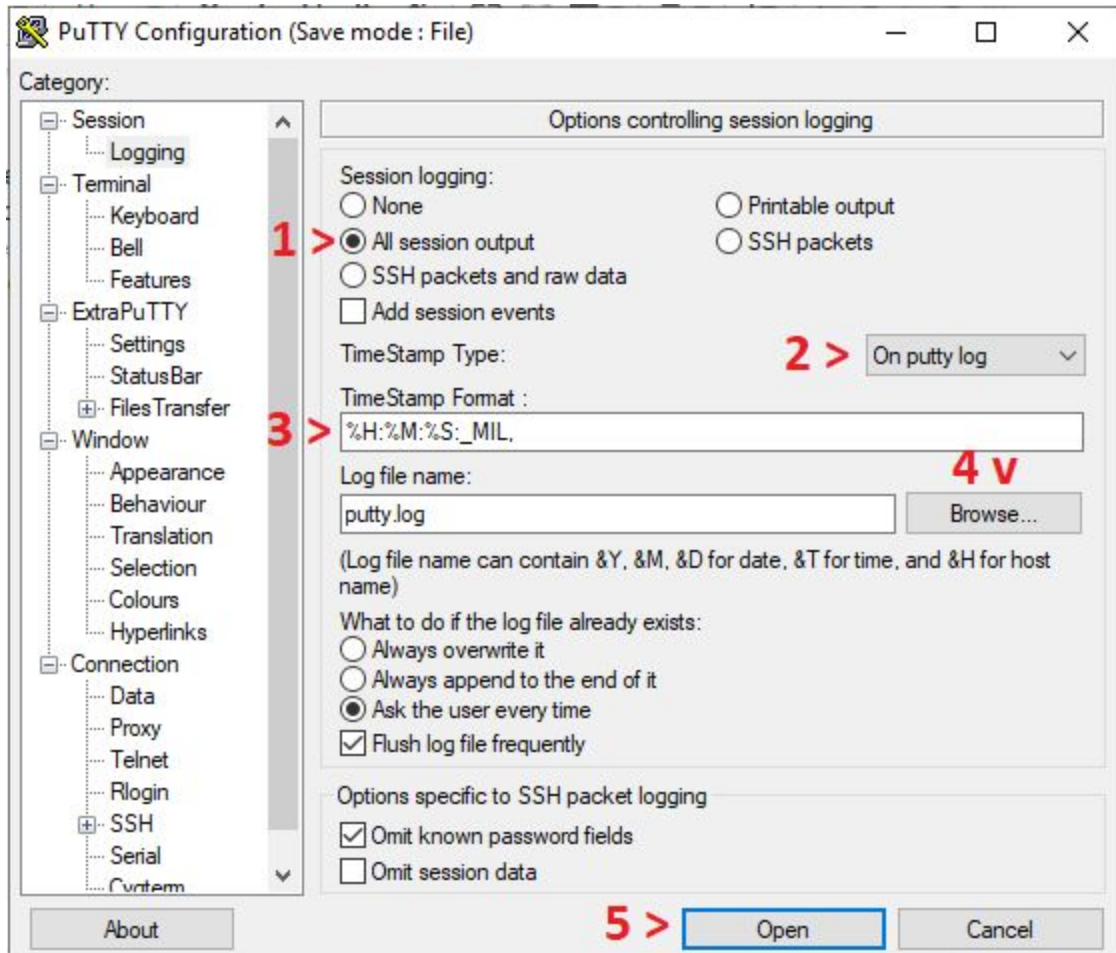 PuTTY Configuration (Save mode : File)
Category:
Session
Logging
Terminal
Keyboard
Bell
Features
ExtraPuTTY
Settings
StatusBar
FilesTransfer
Window
Appearance
Behaviour
Translation
Selection
Colours
Hyperlinks
Connection
Data
Proxy
Telnet
Rlogin
SSH
Serial
Cygterm
About
Options controlling session logging
Session logging:
None
Printable output
1 > All session output
SSH packets
SSH packets and raw data
Add session events
TimeStamp Type: 2 > On putty log
TimeStamp Format :
3 > %H:%M:%S:_MIL,
Log file name: 4 v
putty.log Browse...
(Log file name can contain &Y, &M, &D for date, &T for time, and &H for host
name)
What to do if the log file already exists:
Always overwrite it
Always append to the end of it
Ask the user every time
Flush log file frequently
Options specific to SSH packet logging
Omit known password fields
Omit session data
5 > Open Cancel